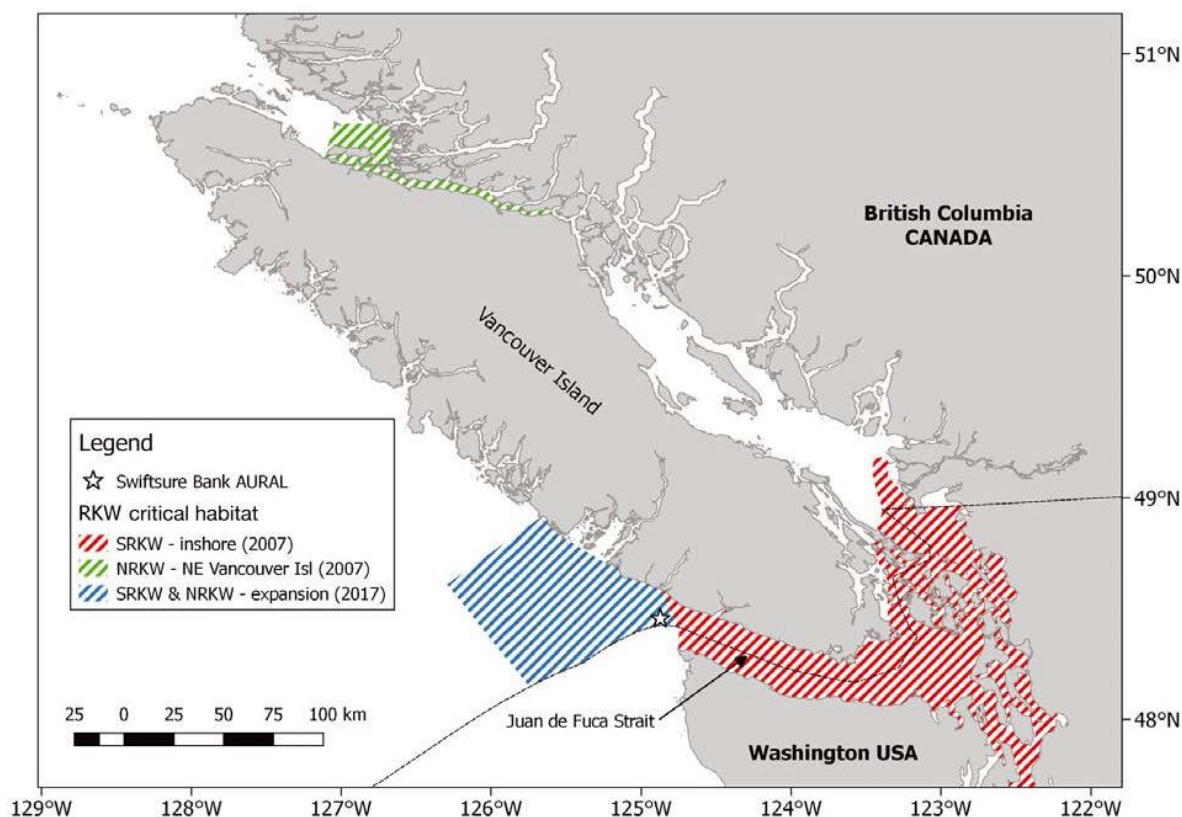 51°N
British Columbia
CANADA
50°N
Vancouver Island
Legend
Swiftsure Bank AURAL
RKW critical habitat
SRKW - inshore (2007)
NRKW - NE Vancouver Isl (2007)
SRKW & NRKW - expansion (2017)
49°N
25 0 25 50 75 100 km
Juan de Fuca Strait
48°N
Washington USA
129°W 128°W 127°W 126°W 125°W 124°W 123°W 122°W